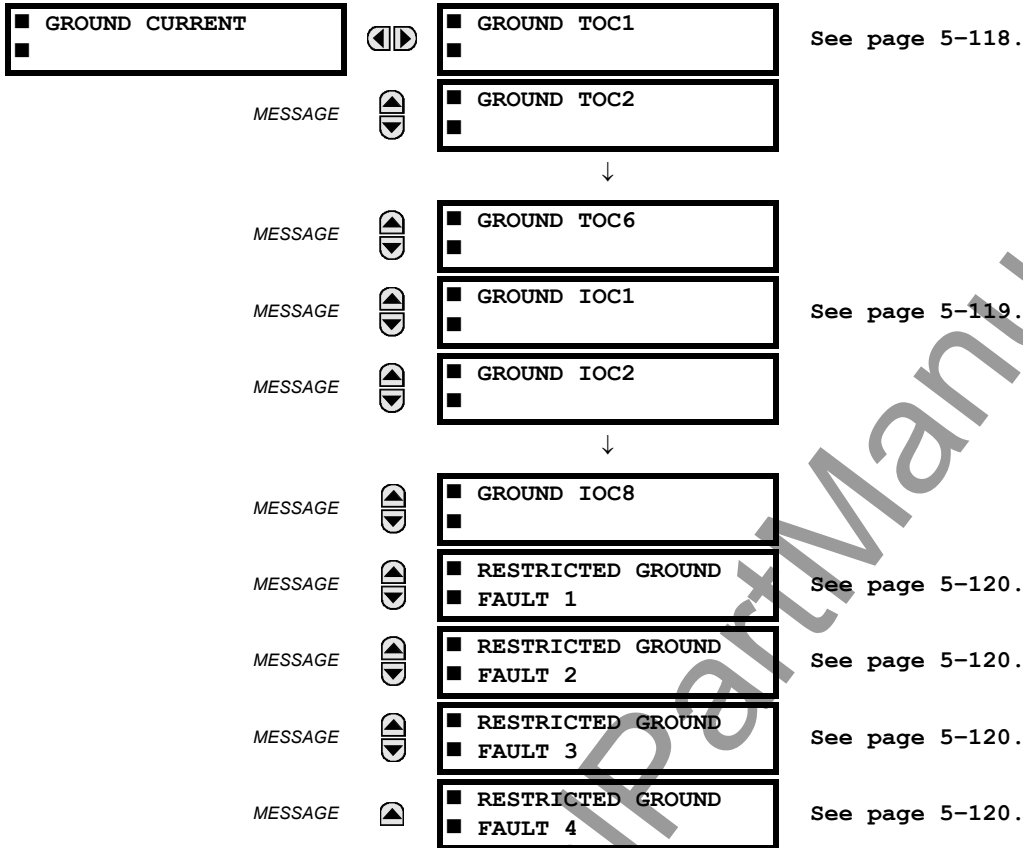 ■ GROUND CURRENT
■
■ GROUND TOC1
■
See page 5-118.
MESSAGE
■ GROUND TOC2
■
↓
MESSAGE
■ GROUND TOC6
■
MESSAGE
■ GROUND IOC1
■
See page 5-119.
MESSAGE
■ GROUND IOC2
■
↓
MESSAGE
■ GROUND IOC8
■
MESSAGE
■ RESTRICTED GROUND
■ FAULT 1
See page 5-120.
MESSAGE
■ RESTRICTED GROUND
■ FAULT 2
See page 5-120.
MESSAGE
■ RESTRICTED GROUND
■ FAULT 3
See page 5-120.
MESSAGE
■ RESTRICTED GROUND
■ FAULT 4
See page 5-120.